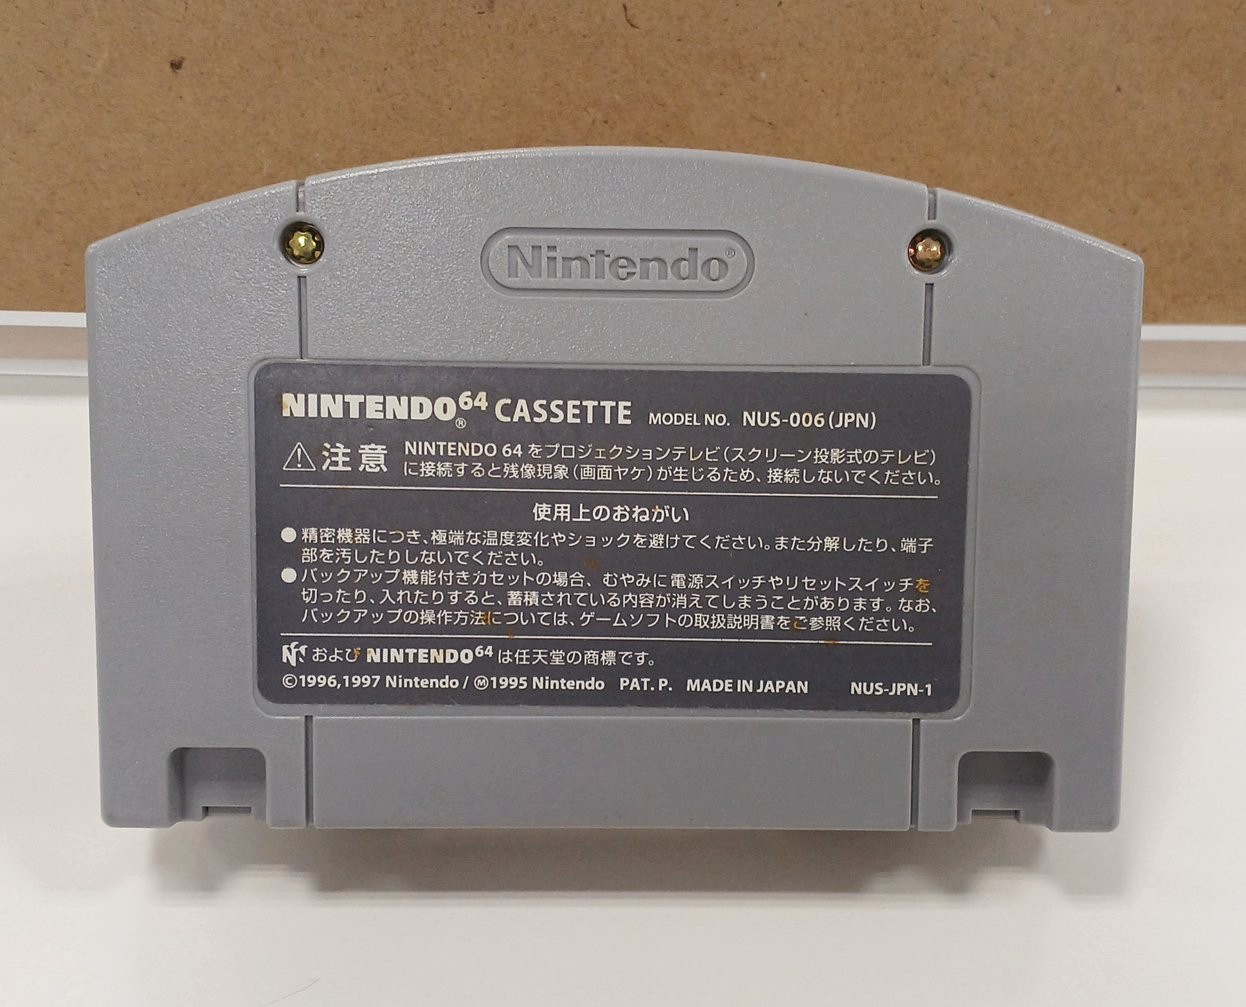 Nintendo®
NINTENDO64® CASSETTE MODEL NO. NUS-006(JPN)
注意 NINTENDO 64をプロジェクションテレビ(スクリーン投影式のテレビ)
に接続すると残像現象(画面ヤケ)が生じるため、接続しないでください。
使用上のおねがい
●精密機器につき、極端な温度変化やショックを避けてください。また分解したり、端子
部を汚したりしないでください。
●バックアップ機能付きカセットの場合、むやみに電源スイッチやリセットスイッチを
切ったり、入れたりすると、蓄積されている内容が消えてしまうことがあります。なお、
バックアップの操作方法については、ゲームソフトの取扱説明書をご参照ください。
および NINTENDO64は任天堂の商標です。
©1996,1997 Nintendo/Ⓜ1995 Nintendo PAT. P. MADE IN JAPAN NUS-JPN-1